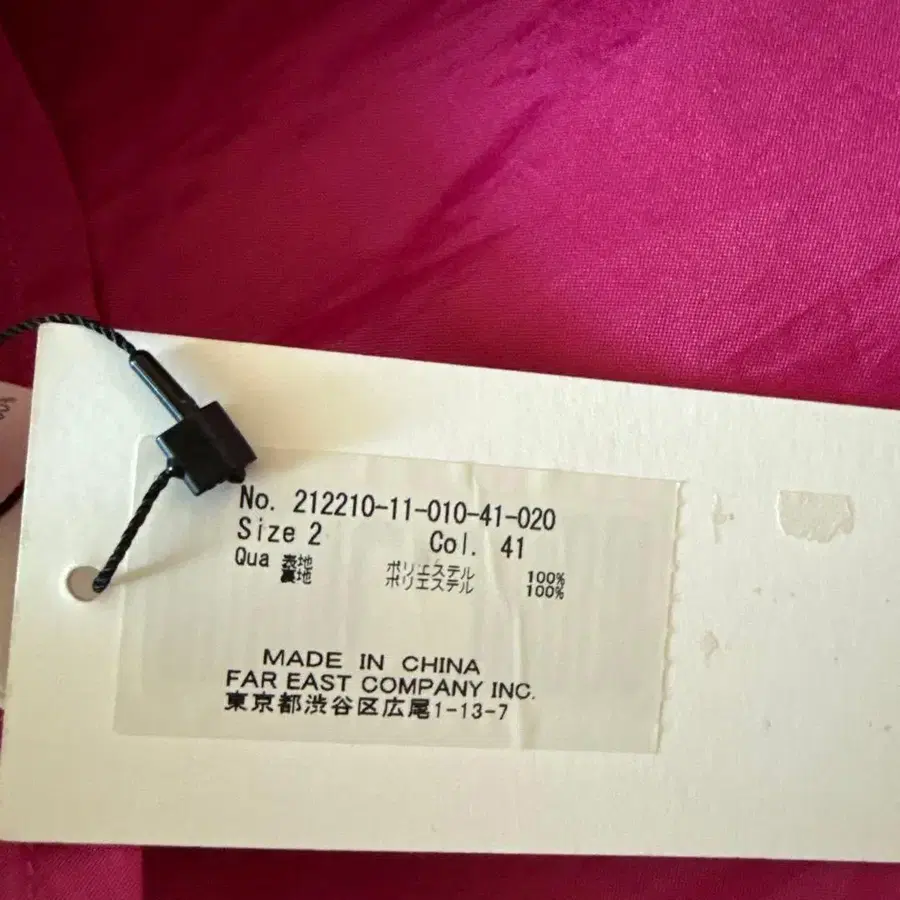 No. 212210-11-010-41-020
Size 2 Col. 41
Qua 表地 ポリエステル 100%
裏地 ポリエステル 100%
MADE IN CHINA
FAR EAST COMPANY INC.
東京都渋谷区広尾1-13-7